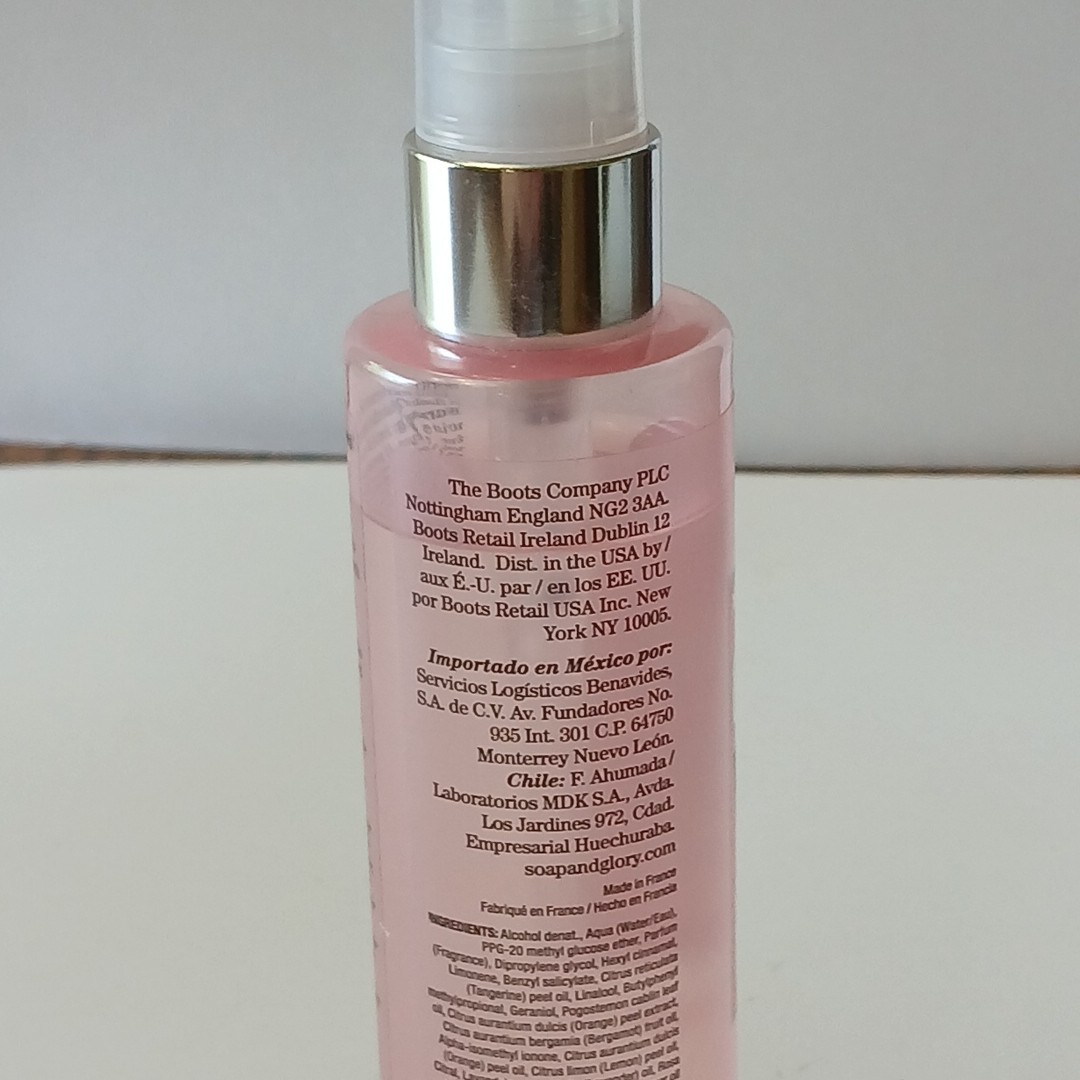 The Boots Company PLC
Nottingham England NG2 3AA.
Boots Retail Ireland Dublin 12
Ireland. Dist. in the USA by /
aux É.-U. par / en los EE. UU.
por Boots Retail USA Inc. New
York NY 10005.
Importado en México por:
Servicios Logísticos Benavides,
S.A. de C.V. Av. Fundadores No.
935 Int. 301 C.P. 64750
Monterrey Nuevo León.
Chile: F. Ahumada /
Laboratorios MDK S.A., Avda.
Los Jardines 972, Cdad.
Empresarial Huechuraba.
soapandglory.com
Made in France
Fabriqué en France / Hecho en Francia
INGREDIENTS: Alcohol denat., Aqua (Water/Eau),
PPG-20 methyl glucose ether, Parfum
(Fragrance), Dipropylene glycol, Hexyl cinnamal,
Limonene, Benzyl salicylate, Citrus reticulata
(Tangerine) peel oil, Linalool, Butylphenyl
methylpropional, Geraniol, Pogostemon cablin leaf
oil, Citrus aurantium dulcis (Orange) peel extract,
Citrus aurantium bergamia (Bergamot) fruit oil,
Alpha-isomethyl ionone, Citrus aurantium dulcis
(Orange) peel oil, Citrus limon (Lemon) peel oil,
Citral, oil, Rosa
oil